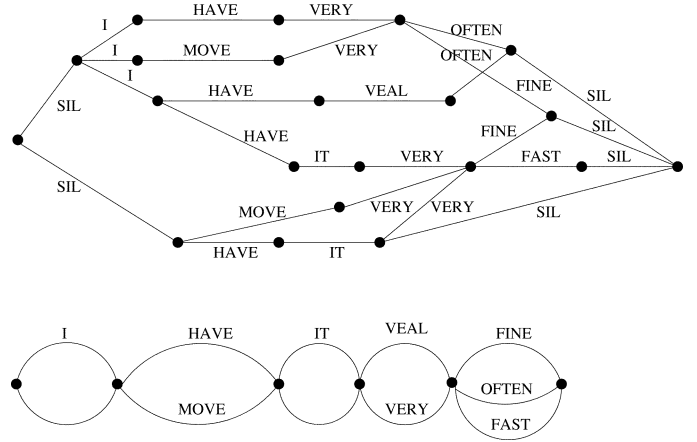 HAVE VERY
I OFTEN
I MOVE VERY OFTEN
I
HAVE VEAL FINE SIL
SIL
HAVE FINE SIL
IT VERY FAST SIL
SIL
MOVE VERY VERY SIL
HAVE IT
I HAVE IT VEAL FINE
OFTEN
MOVE VERY
FAST